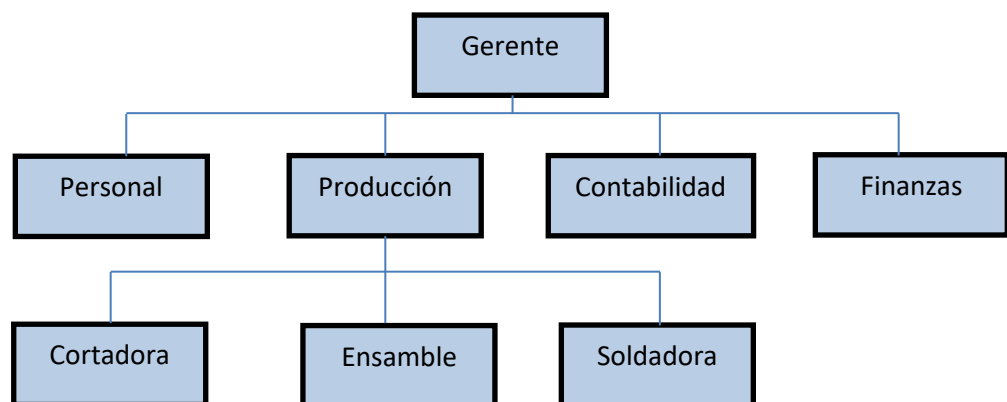 Gerente
Personal
Producción
Contabilidad
Finanzas
Cortadora
Ensamble
Soldadora